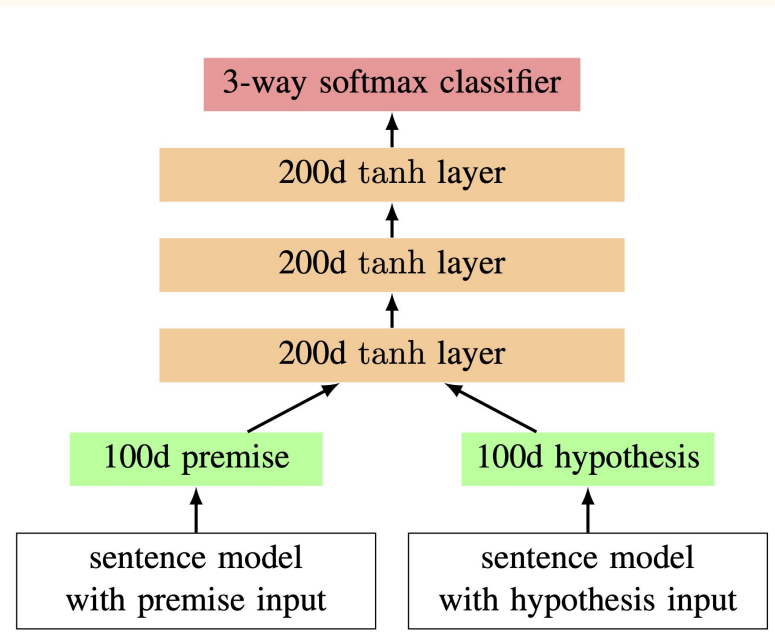 3-way softmax classifier
200d tanh layer
200d tanh layer
200d tanh layer
100d premise
100d hypothesis
sentence model
with premise input
sentence model
with hypothesis input